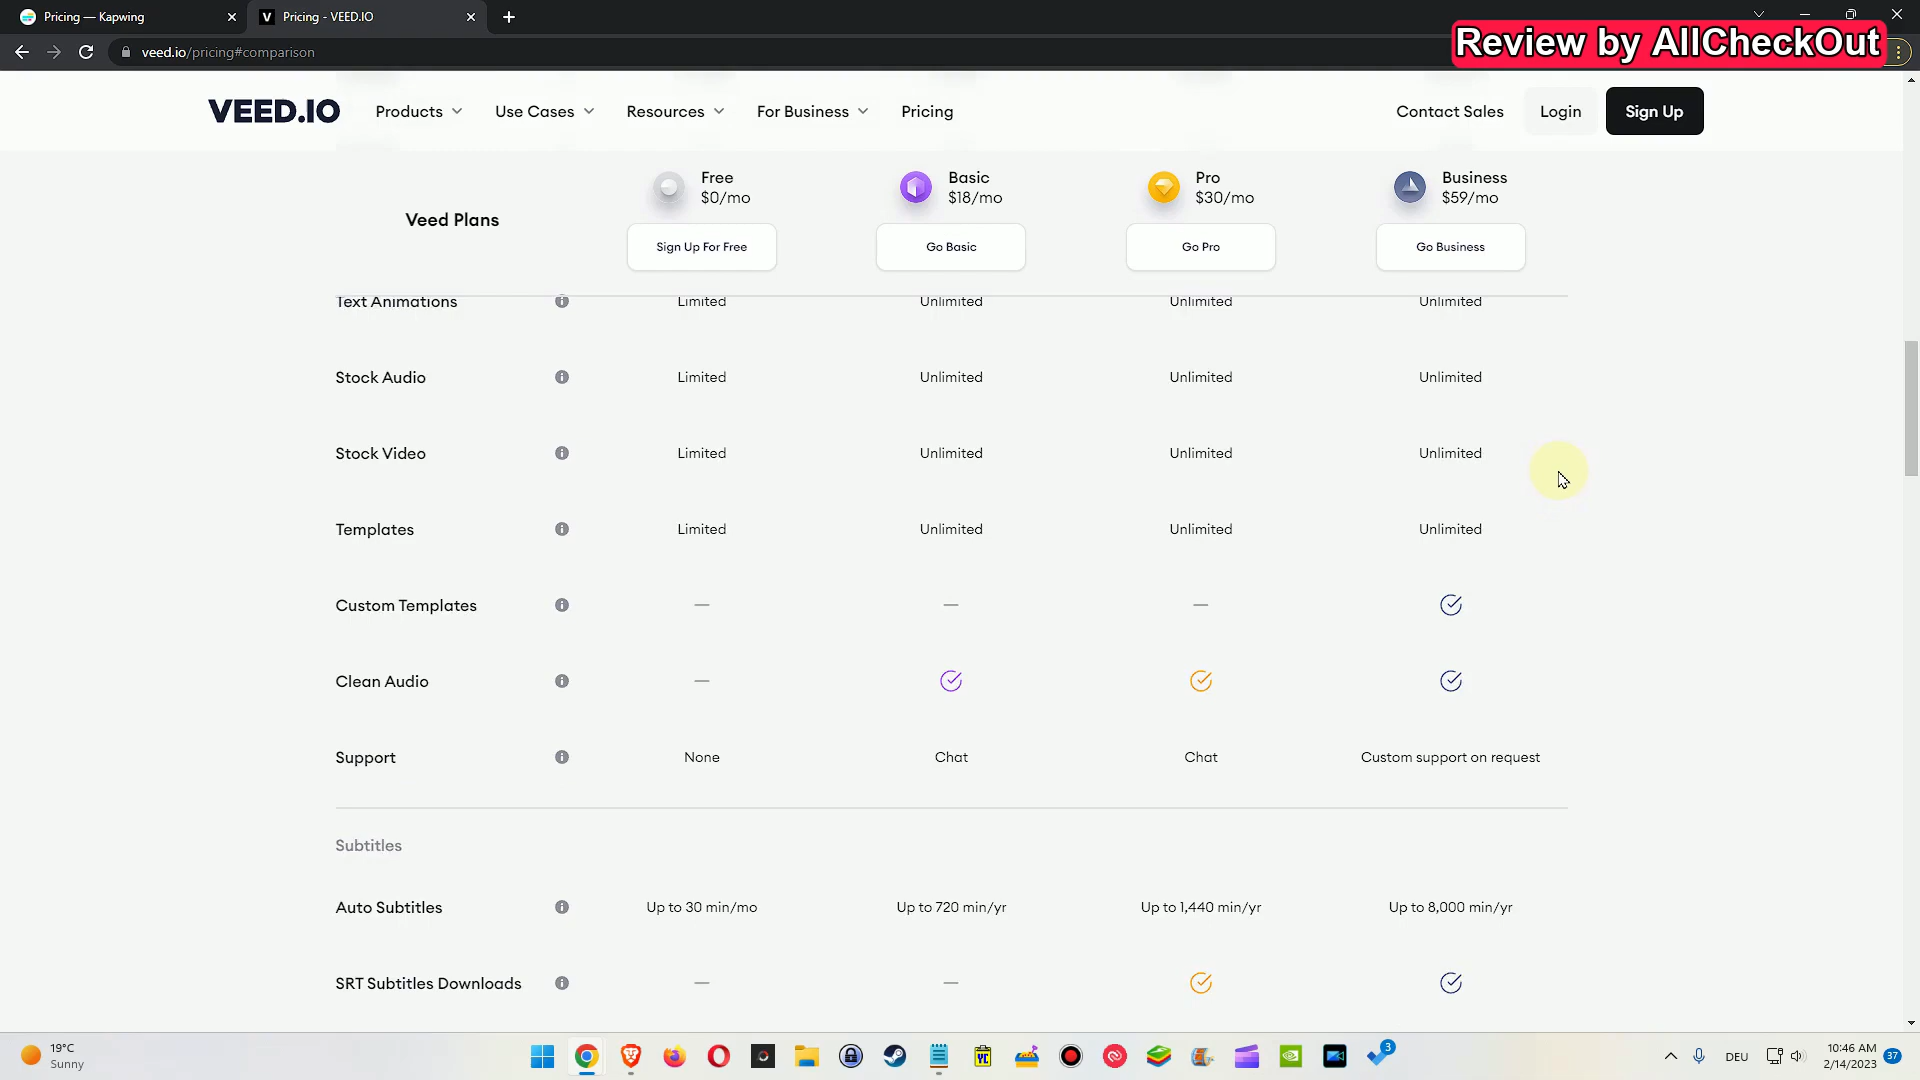 Pricing — Kapwing
V Pricing - VEED.IO
veed.io/pricing#comparison
Review by AllCheckOut
VEED.IO Products Use Cases Resources For Business Pricing Contact Sales Login Sign Up
Veed Plans
Free
$0/mo
Sign Up For Free
Basic
$18/mo
Go Basic
Pro
$30/mo
Go Pro
Business
$59/mo
Go Business
Text Animations Limited Unlimited Unlimited Unlimited
Stock Audio Limited Unlimited Unlimited Unlimited
Stock Video Limited Unlimited Unlimited Unlimited
Templates Limited Unlimited Unlimited Unlimited
Custom Templates — — —
Clean Audio —
Support None Chat Chat Custom support on request
Subtitles
Auto Subtitles Up to 30 min/mo Up to 720 min/yr Up to 1,440 min/yr Up to 8,000 min/yr
SRT Subtitles Downloads — —
19°C
Sunny
YC
3
DEU
10:46 AM
2/14/2023
37